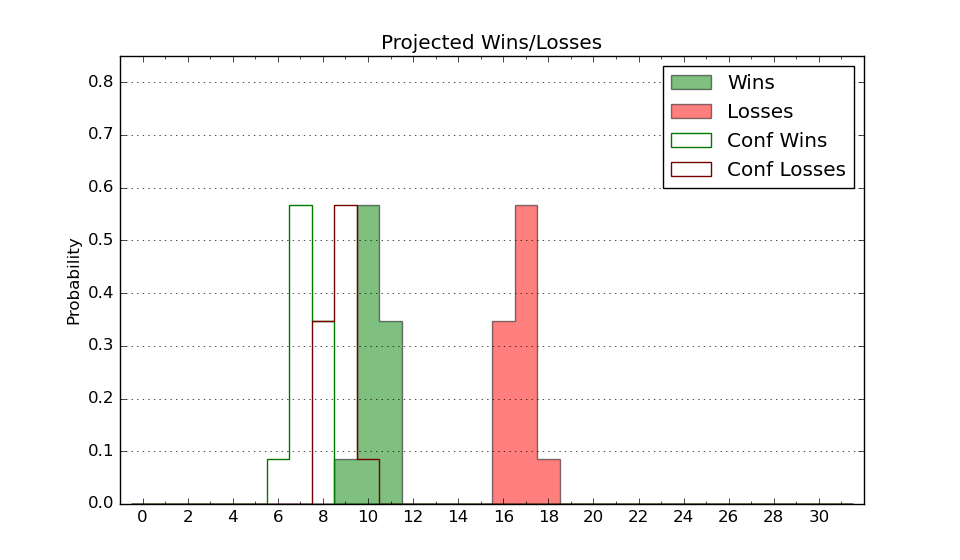 Projected Wins/Losses
Wins
Losses
Conf Wins
Conf Losses
Probability
0.8
0.7
0.6
0.5
0.4
0.3
0.2
0.1
0.0
0 2 4 6 8 10 12 14 16 18 20 22 24 26 28 30